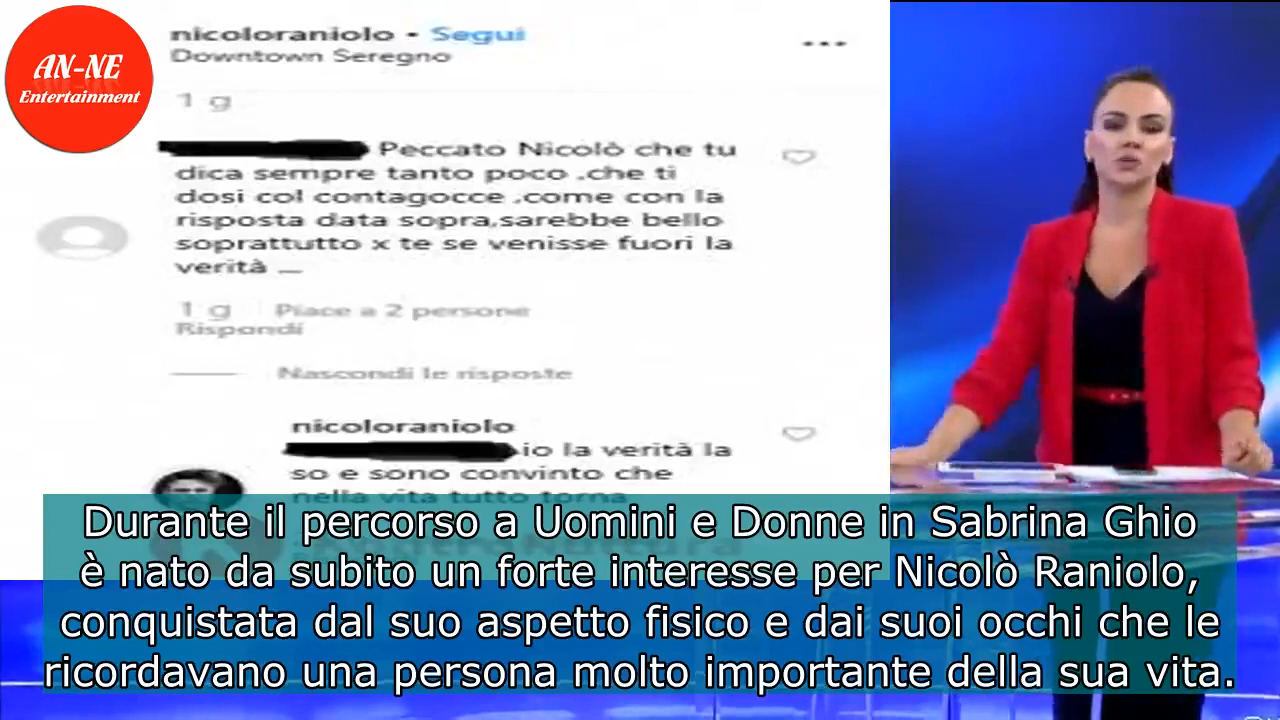 AN-NE
Entertainment
nicoloraniolo • Segui
Downtown Seregno
1 g
Peccato Nicolò che tu
dica sempre tanto poco .che ti
dosi col contagocce .come con la
risposta data sopra,sarebbe bello
soprattutto x te se venisse fuori la
verità ...
1 g Piace a 2 persone
Rispondi
Nascondi le risposte
nicoloraniolo
io la verità la
so e sono convinto che
nella vita tutto torna
Durante il percorso a Uomini e Donne in Sabrina Ghio
è nato da subito un forte interesse per Nicolò Raniolo,
conquistata dal suo aspetto fisico e dai suoi occhi che le
ricordavano una persona molto importante della sua vita.